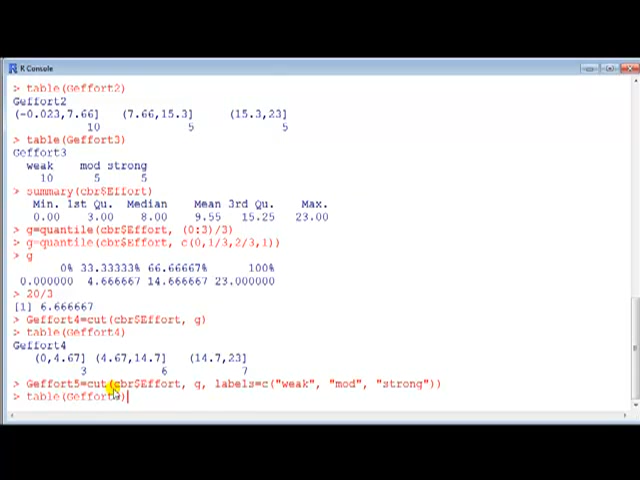 R Console
> table(Geffort2)
Geffort2
(-0.023,7.66] (7.66,15.3] (15.3,23]
10 5 5
> table(Geffort3)
Geffort3
weak mod strong
10 5 5
> summary(cbr$Effort)
Min. 1st Qu. Median Mean 3rd Qu. Max.
0.00 3.00 8.00 9.55 15.25 23.00
> g=quantile(cbr$Effort, (0:3)/3)
> g=quantile(cbr$Effort, c(0,1/3,2/3,1))
> g
0% 33.33333% 66.66667% 100%
0.000000 4.666667 14.666667 23.000000
> 20/3
[1] 6.666667
> Geffort4=cut(cbr$Effort, g)
> table(Geffort4)
Geffort4
(0,4.67] (4.67,14.7] (14.7,23]
3 6 7
> Geffort5=cut(cbr$Effort, g, labels=c("weak", "mod", "strong"))